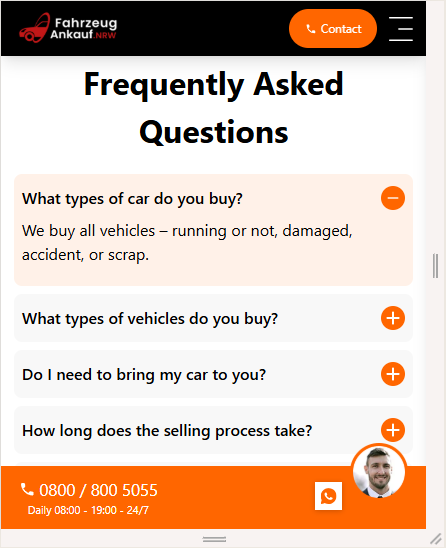 Fahrzeug
Ankauf.NRW
Contact
Frequently Asked
Questions
What types of car do you buy?
We buy all vehicles – running or not, damaged,
accident, or scrap.
What types of vehicles do you buy?
Do I need to bring my car to you?
How long does the selling process take?
0800 / 800 5055
Daily 08:00 - 19:00 - 24/7